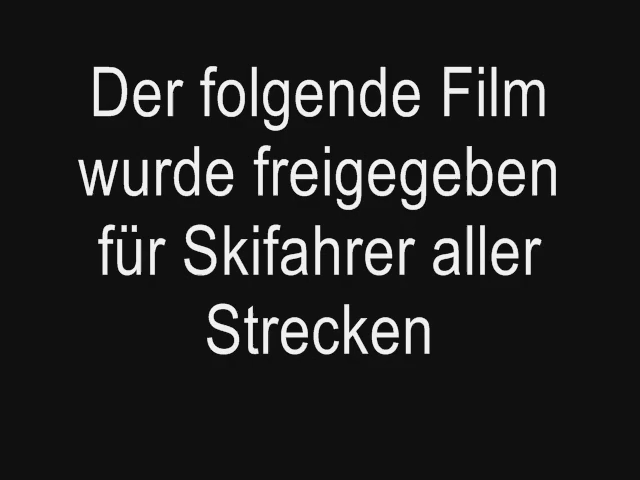 Der folgende Film
wurde freigegeben
für Skifahrer aller
Strecken